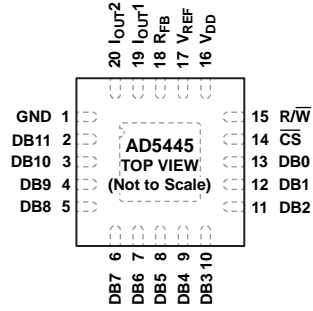 20 IOUT2
19 IOUT1
18 RFB
17 VREF
16 VDD
GND 1
DB11 2
DB10 3
DB9 4
DB8 5
AD5445
TOP VIEW
(Not to Scale)
15 R/W̅
14 C̅S̅
13 DB0
12 DB1
11 DB2
DB7 6
DB6 7
DB5 8
DB4 9
DB3 10